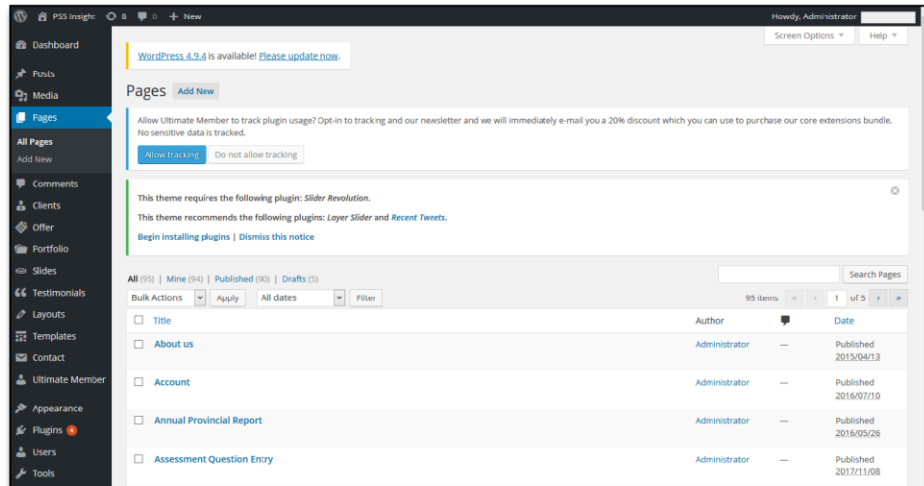 PSS Insight 8 0 + New Howdy, Administrator
Screen Options Help
Dashboard
Posts
Media
Pages
All Pages
Add New
Comments
Clients
Offer
Portfolio
Slides
Testimonials
Layouts
Templates
Contact
Ultimate Member
Appearance
Plugins 4
Users
Tools
WordPress 4.9.4 is available! Please update now.
Pages Add New
Allow Ultimate Member to track plugin usage? Opt-in to tracking and our newsletter and we will immediately e-mail you a 20% discount which you can use to purchase our core extensions bundle.
No sensitive data is tracked.
Allow tracking Do not allow tracking
This theme requires the following plugin: Slider Revolution.
This theme recommends the following plugins: Layer Slider and Recent Tweets.
Begin installing plugins | Dismiss this notice
All (95) | Mine (94) | Published (90) | Drafts (5) Search Pages
Bulk Actions Apply All dates Filter 95 items « ‹ 1 of 5 › »
Title Author Date
About us Administrator — Published
2015/04/13
Account Administrator — Published
2016/07/10
Annual Provincial Report Administrator — Published
2016/05/26
Assessment Question Entry Administrator — Published
2017/11/08